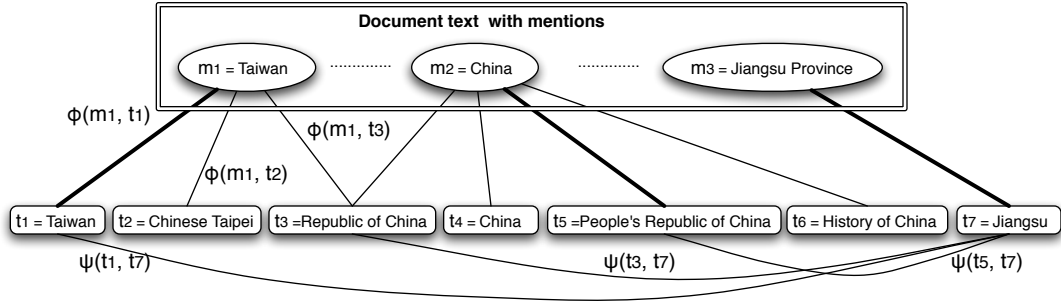 Document text with mentions
m1 = Taiwan ............... m2 = China ............... m3 = Jiangsu Province
ϕ(m1, t1)
ϕ(m1, t3)
ϕ(m1, t2)
t1 = Taiwan t2 = Chinese Taipei t3 =Republic of China t4 = China t5 =People's Republic of China t6 = History of China t7 = Jiangsu
ψ(t1, t7) ψ(t3, t7) ψ(t5, t7)